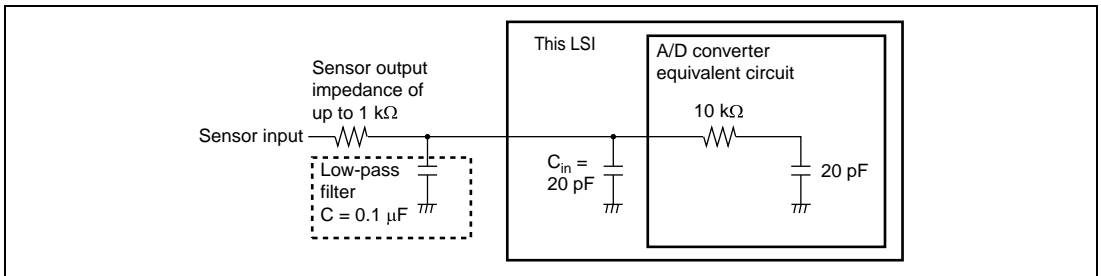 This LSI
A/D converter
equivalent circuit
Sensor output
impedance of
up to 1 kΩ
10 kΩ
Sensor input
Low-pass
filter
C = 0.1 μF
Cin =
20 pF
20 pF